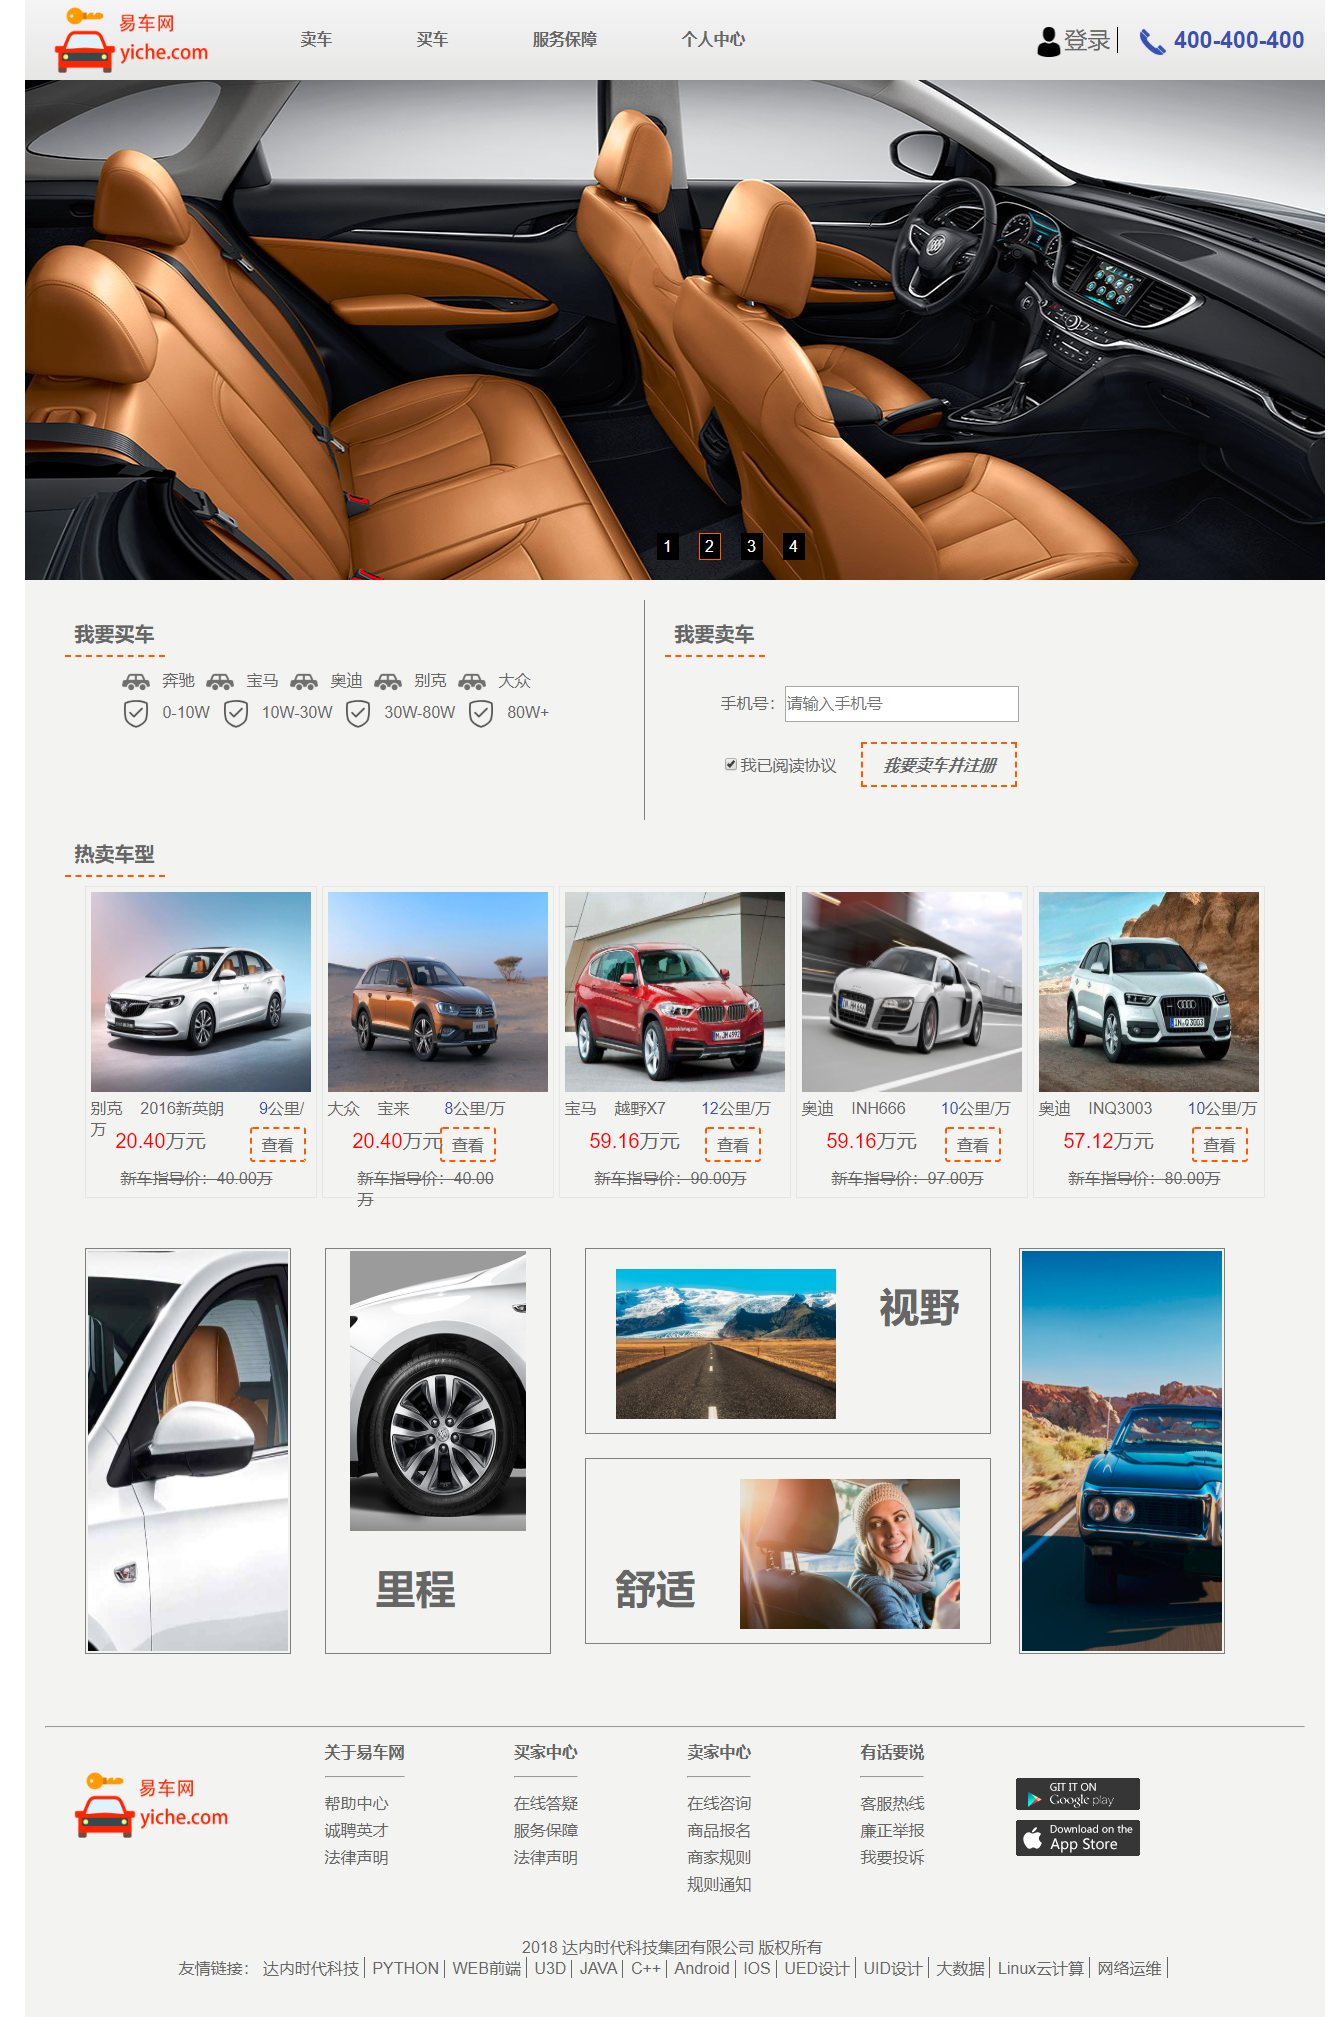 易车网
yiche.com
卖车 买车 服务保障 个人中心
登录 400-400-400
1 2 3 4
我要买车
奔驰 宝马 奥迪 别克 大众
0-10W 10W-30W 30W-80W 80W+
我要卖车
手机号： 请输入手机号
我已阅读协议 我要卖车并注册
热卖车型
别克 2016新英朗 9公里/
万
20.40万元 查看
新车指导价：40.00万
大众 宝来 8公里/万
20.40万元 查看
新车指导价：40.00
万
宝马 越野X7 12公里/万
59.16万元 查看
新车指导价：90.00万
奥迪 INH666 10公里/万
59.16万元 查看
新车指导价：97.00万
奥迪 INQ3003 10公里/万
57.12万元 查看
新车指导价：80.00万
里程
视野
舒适
易车网
yiche.com
关于易车网
帮助中心
诚聘英才
法律声明
买家中心
在线答疑
服务保障
法律声明
卖家中心
在线咨询
商品报名
商家规则
规则通知
有话要说
客服热线
廉正举报
我要投诉
GIT IT ON
Google play
Download on the
App Store
2018 达内时代科技集团有限公司 版权所有
友情链接： 达内时代科技 PYTHON WEB前端 U3D JAVA C++ Android IOS UED设计 UID设计 大数据 Linux云计算 网络运维